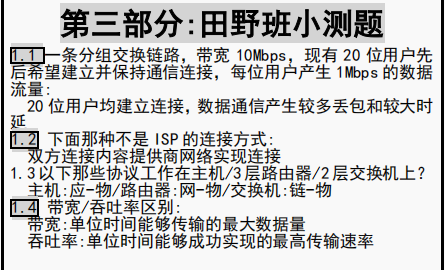 第三部分:田野班小测题
1.1 一条分组交换链路，带宽 10Mbps，现有 20 位用户先
后希望建立并保持通信连接，每位用户产生 1Mbps 的数据
流量:
20 位用户均建立连接，数据通信产生较多丢包和较大时
延
1.2 下面那种不是 ISP 的连接方式:
双方连接内容提供商网络实现连接
1.3 以下那些协议工作在主机/3 层路由器/2 层交换机上?
主机:应-物/路由器:网-物/交换机:链-物
1.4 带宽/吞吐率区别:
带宽:单位时间能够传输的最大数据量
吞吐率:单位时间能够成功实现的最高传输速率